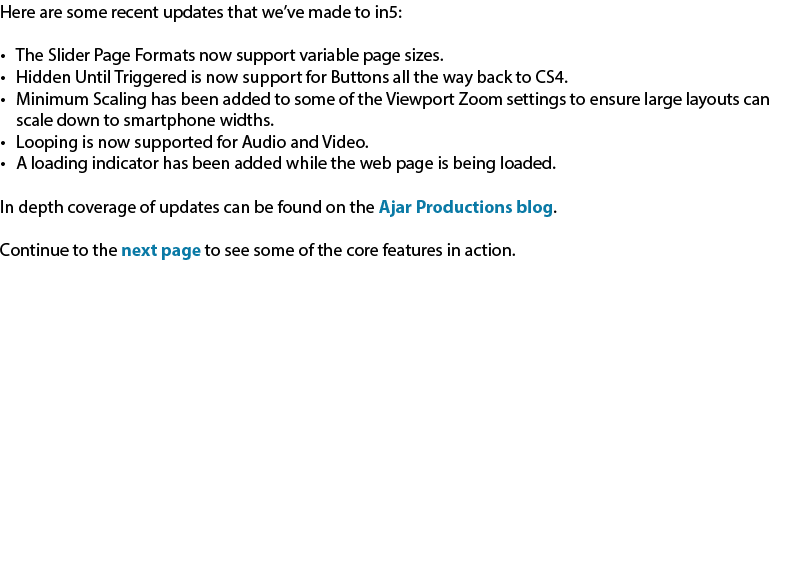 Here are some recent updates that we’ve made to in5:
• The Slider Page Formats now support variable page sizes.
• Hidden Until Triggered is now support for Buttons all the way back to CS4.
• Minimum Scaling has been added to some of the Viewport Zoom settings to ensure large layouts can
scale down to smartphone widths.
• Looping is now supported for Audio and Video.
• A loading indicator has been added while the web page is being loaded.
In depth coverage of updates can be found on the Ajar Productions blog.
Continue to the next page to see some of the core features in action.